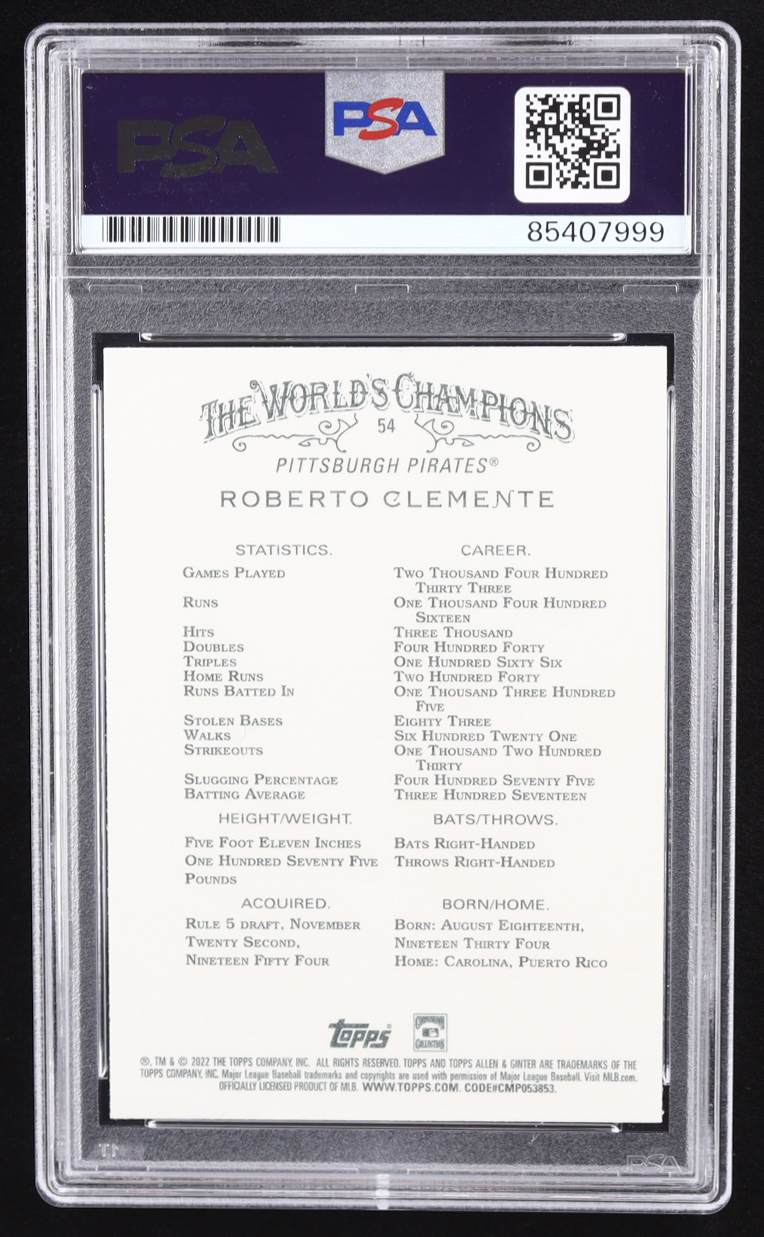 PSA
PSA
85407999
THE WORLD'S CHAMPIONS
54
PITTSBURGH PIRATES®
ROBERTO CLEMENTE
STATISTICS. CAREER.
GAMES PLAYED TWO THOUSAND FOUR HUNDRED
THIRTY THREE
RUNS ONE THOUSAND FOUR HUNDRED
SIXTEEN
HITS THREE THOUSAND
DOUBLES FOUR HUNDRED FORTY
TRIPLES ONE HUNDRED SIXTY SIX
HOME RUNS TWO HUNDRED FORTY
RUNS BATTED IN ONE THOUSAND THREE HUNDRED
FIVE
STOLEN BASES EIGHTY THREE
WALKS SIX HUNDRED TWENTY ONE
STRIKEOUTS ONE THOUSAND TWO HUNDRED
THIRTY
SLUGGING PERCENTAGE FOUR HUNDRED SEVENTY FIVE
BATTING AVERAGE THREE HUNDRED SEVENTEEN
HEIGHT/WEIGHT. BATS/THROWS.
FIVE FOOT ELEVEN INCHES BATS RIGHT-HANDED
ONE HUNDRED SEVENTY FIVE THROWS RIGHT-HANDED
POUNDS
ACQUIRED. BORN/HOME.
RULE 5 DRAFT, NOVEMBER BORN: AUGUST EIGHTEENTH,
TWENTY SECOND, NINETEEN THIRTY FOUR
NINETEEN FIFTY FOUR HOME: CAROLINA, PUERTO RICO
topps®
®, TM & © 2022 THE TOPPS COMPANY, INC. ALL RIGHTS RESERVED. TOPPS AND TOPPS ALLEN & GINTER ARE TRADEMARKS OF THE
TOPPS COMPANY, INC. Major League Baseball trademarks and copyrights are used with permission of Major League Baseball. Visit MLB.com.
OFFICIALLY LICENSED PRODUCT OF MLB. WWW.TOPPS.COM. CODE#CMP053853.
PSA